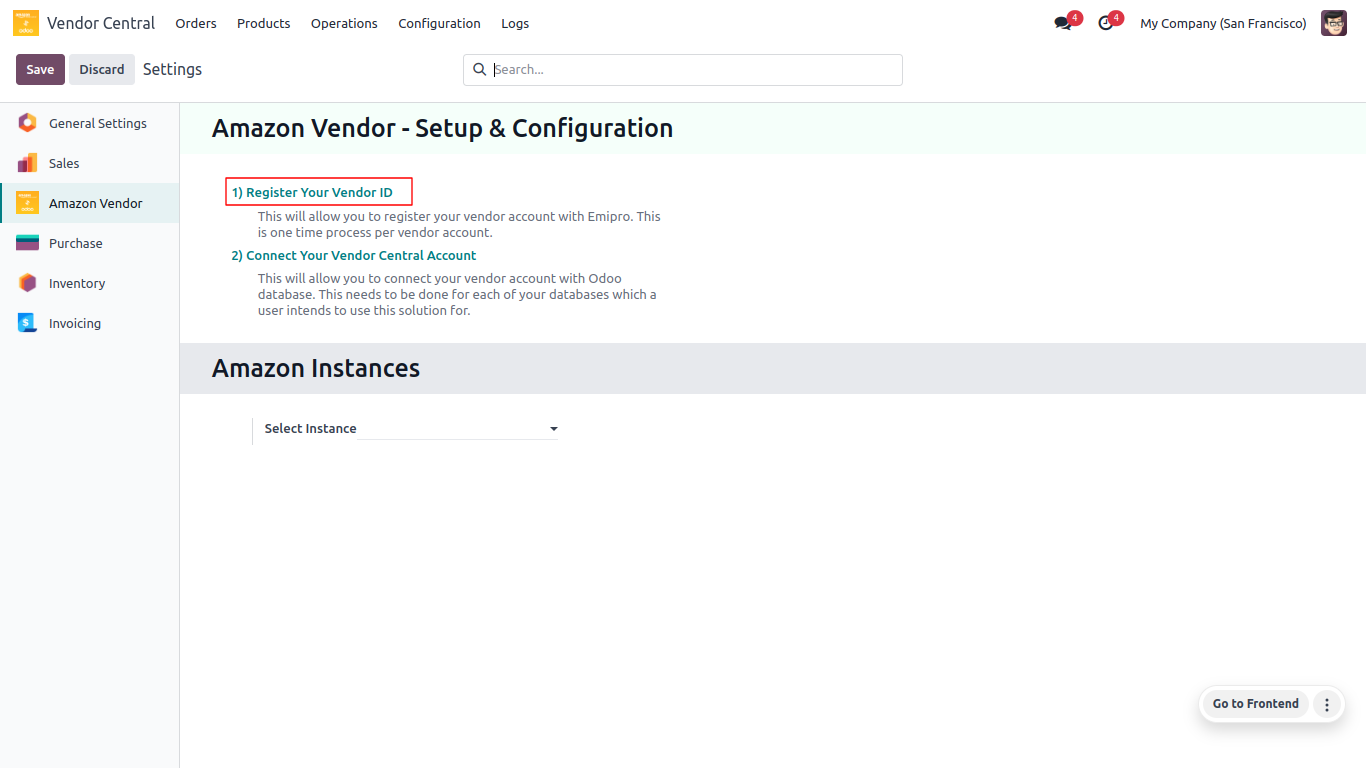 Vendor Central Orders Products Operations Configuration Logs 4 4 My Company (San Francisco)
Save Discard Settings Search...
General Settings
Sales
Amazon Vendor
Purchase
Inventory
Invoicing
Amazon Vendor - Setup & Configuration
1) Register Your Vendor ID
This will allow you to register your vendor account with Emipro. This
is one time process per vendor account.
2) Connect Your Vendor Central Account
This will allow you to connect your vendor account with Odoo
database. This needs to be done for each of your databases which a
user intends to use this solution for.
Amazon Instances
Select Instance
Go to Frontend